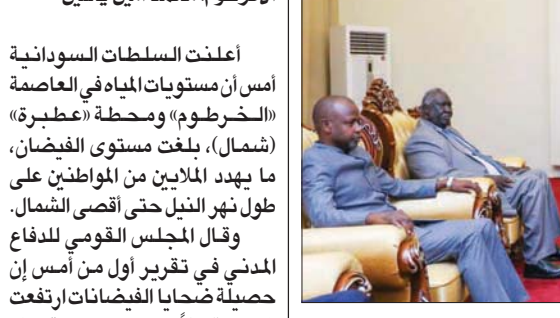 أعلنت السلطات السودانية
أمس أن مستويات المياه في العاصمة
«الخرطوم» ومحطة «عطبرة»
(شمال)، بلغت مستوى الفيضان،
ما يهدد الملايين من المواطنين على
طول نهر النيل حتى أقصى الشمال.
وقال المجلس القومي للدفاع
المدني في تقرير أول من أمس إن
حصيلة ضحايا الفيضانات ارتفعت